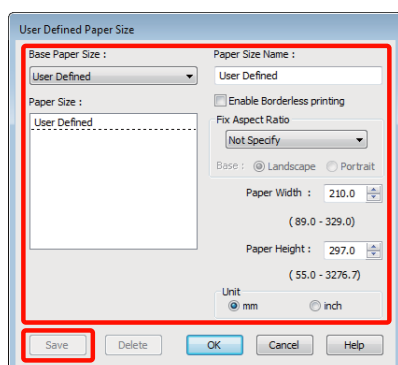 User Defined Paper Size
Base Paper Size :
User Defined
Paper Size :
User Defined
Paper Size Name :
User Defined
Enable Borderless printing
Fix Aspect Ratio
Not Specify
Base : Landscape Portrait
Paper Width : 210.0
( 89.0 - 329.0)
Paper Height : 297.0
( 55.0 - 3276.7)
Unit
mm inch
Save Delete OK Cancel Help